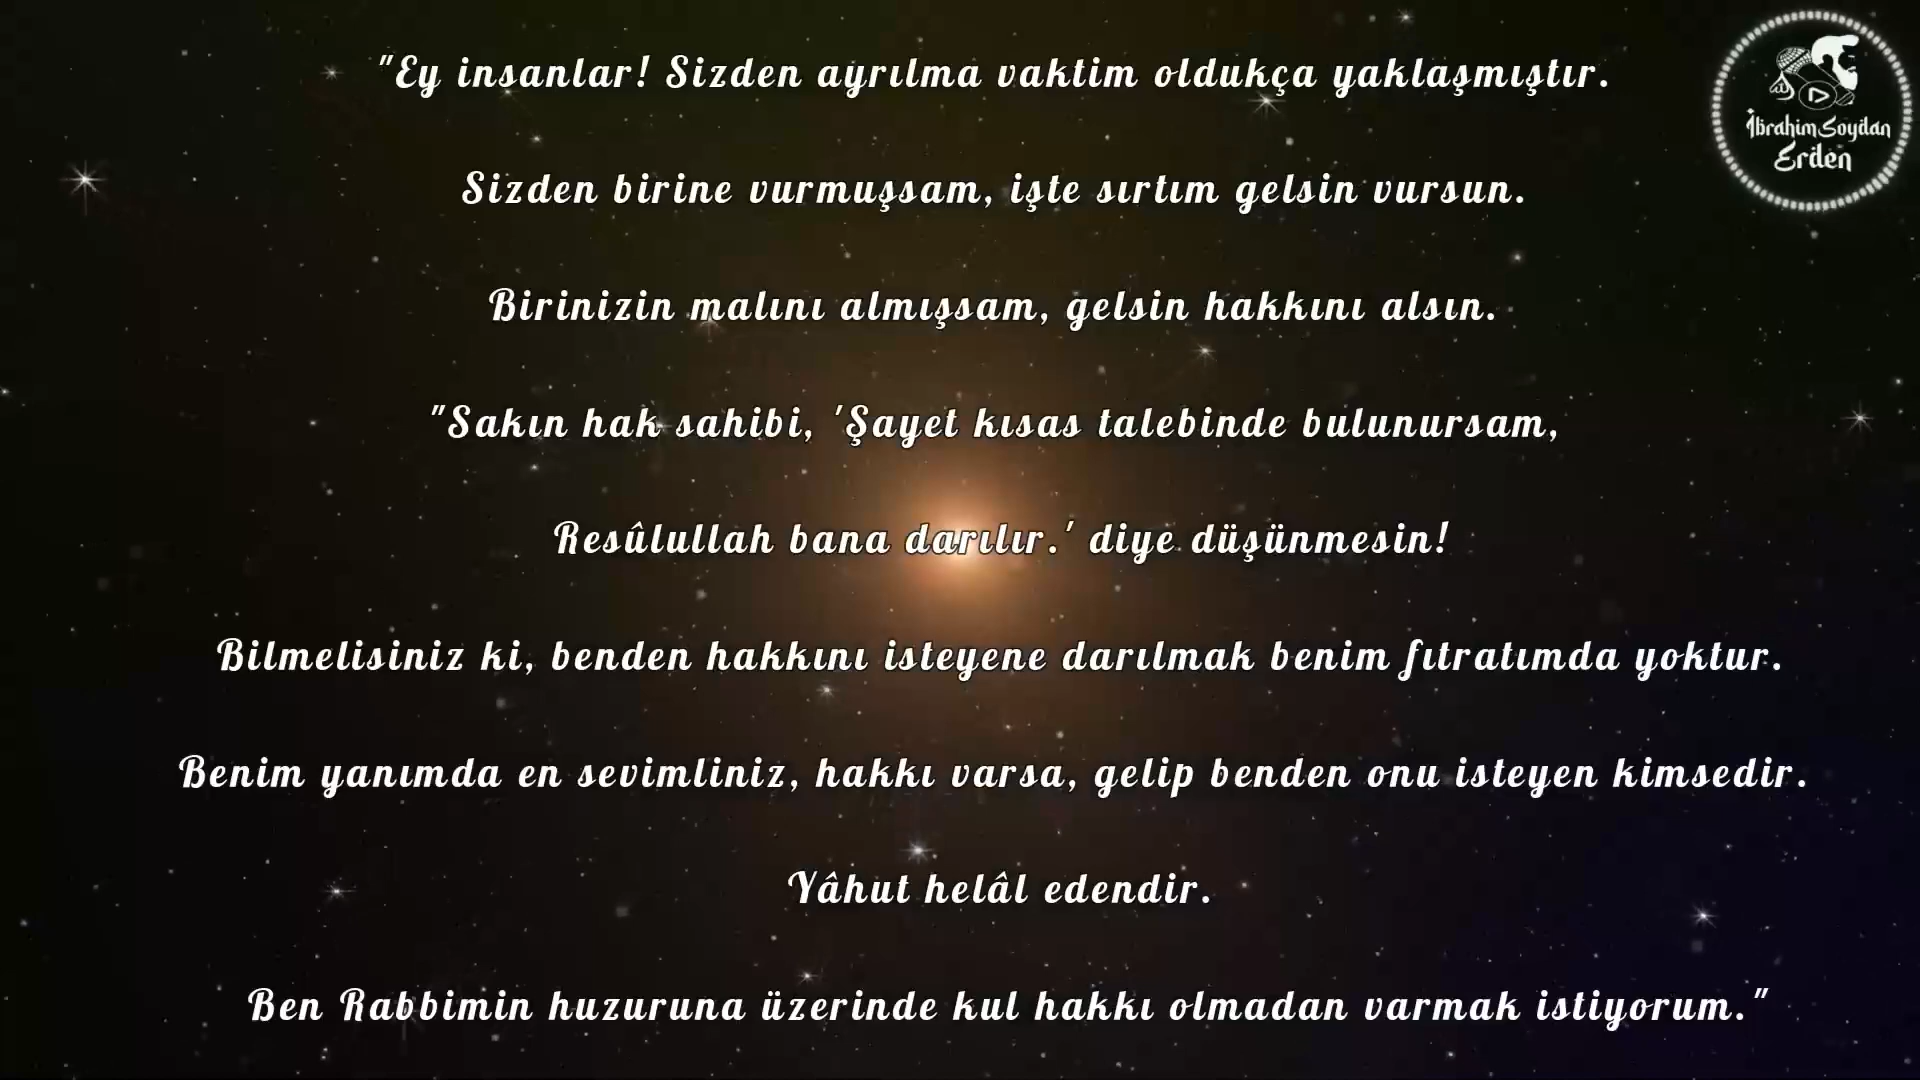 "Ey insanlar! Sizden ayrılma vaktim oldukça yaklaşmıştır.
İbrahim Soydan
Erden
Sizden birine vurmuşsam, işte sırtım gelsin vursun.
Birinizin malını almışsam, gelsin hakkını alsın.
"Sakın hak sahibi, 'Şayet kısas talebinde bulunursam,
Resûlullah bana darılır.' diye düşünmesin!
Bilmelisiniz ki, benden hakkını isteyene darılmak benim fıtratımda yoktur.
Benim yanımda en sevimliniz, hakkı varsa, gelip benden onu isteyen kimsedir.
Yâhut helâl edendir.
Ben Rabbimin huzuruna üzerinde kul hakkı olmadan varmak istiyorum."